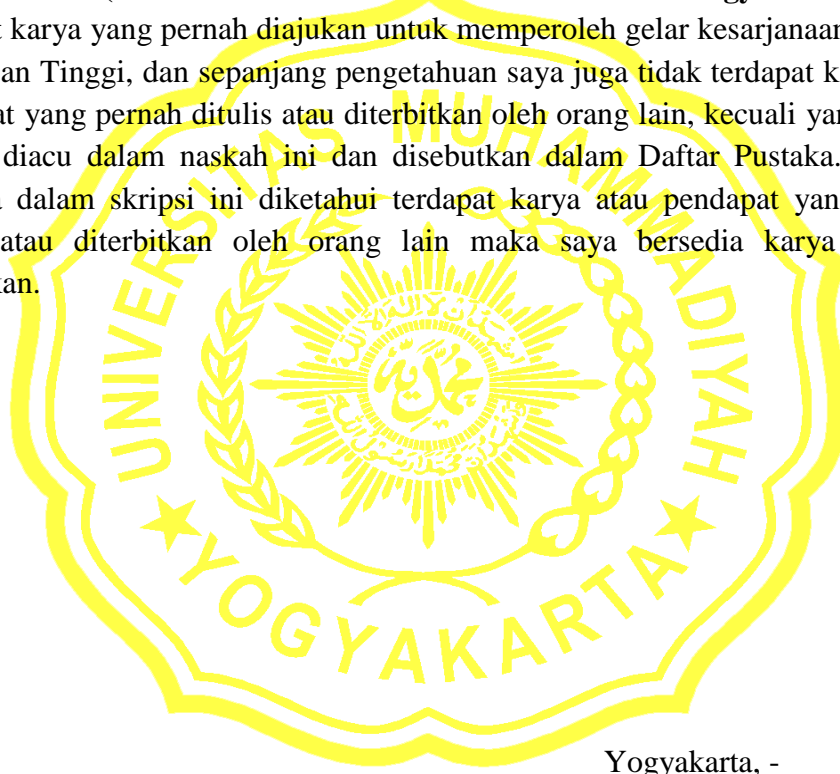 t karya yang pernah diajukan untuk memperoleh gelar kesarjanaan
an Tinggi, dan sepanjang pengetahuan saya juga tidak terdapat k
at yang pernah ditulis atau diterbitkan oleh orang lain, kecuali yan
diacu dalam naskah ini dan disebutkan dalam Daftar Pustaka.
dalam skripsi ini diketahui terdapat karya atau pendapat yan
atau diterbitkan oleh orang lain maka saya bersedia karya
kan.
UNIVERSITAS MUHAMMADIYAH
YOGYAKARTA
Yogyakarta, -